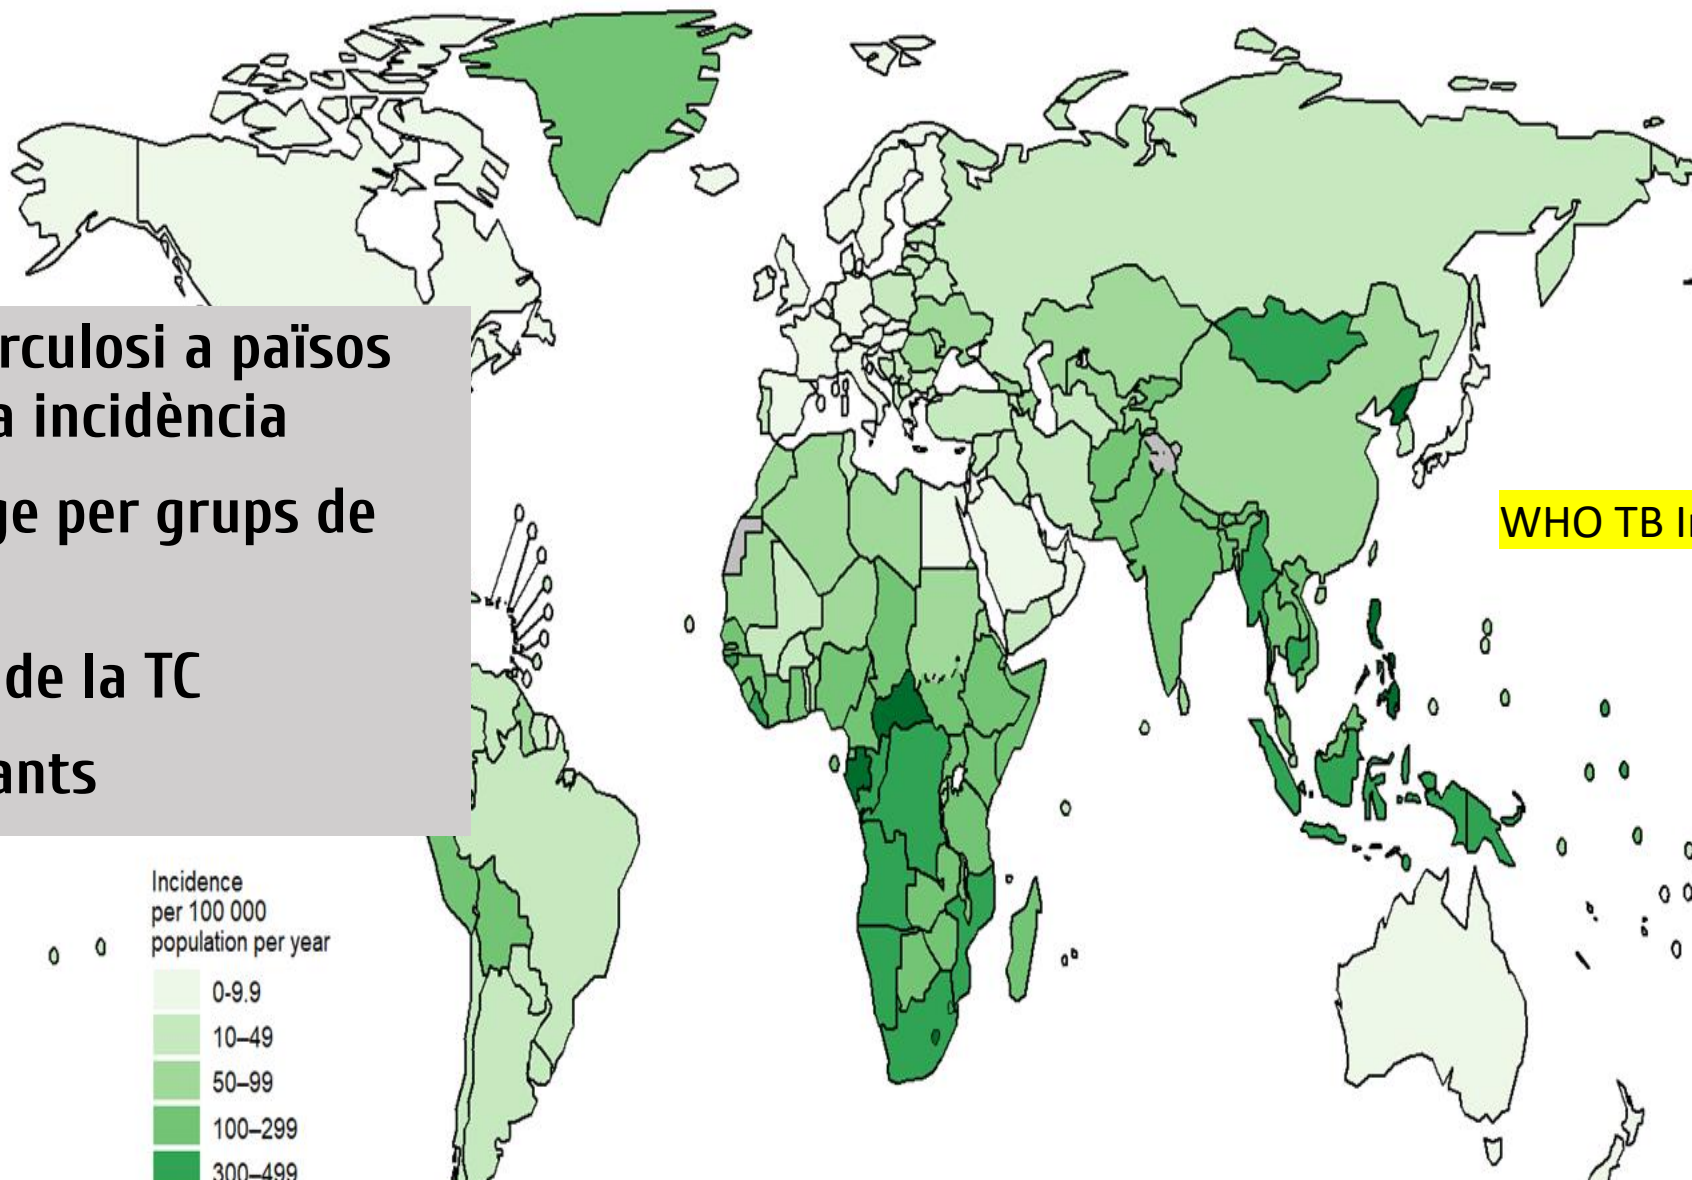 rculosi a països
a incidència
ge per grups de
de la TC
ants
WHO TB I
Incidence
per 100 000
population per year
0-9.9
10–49
50–99
100–299
300–499